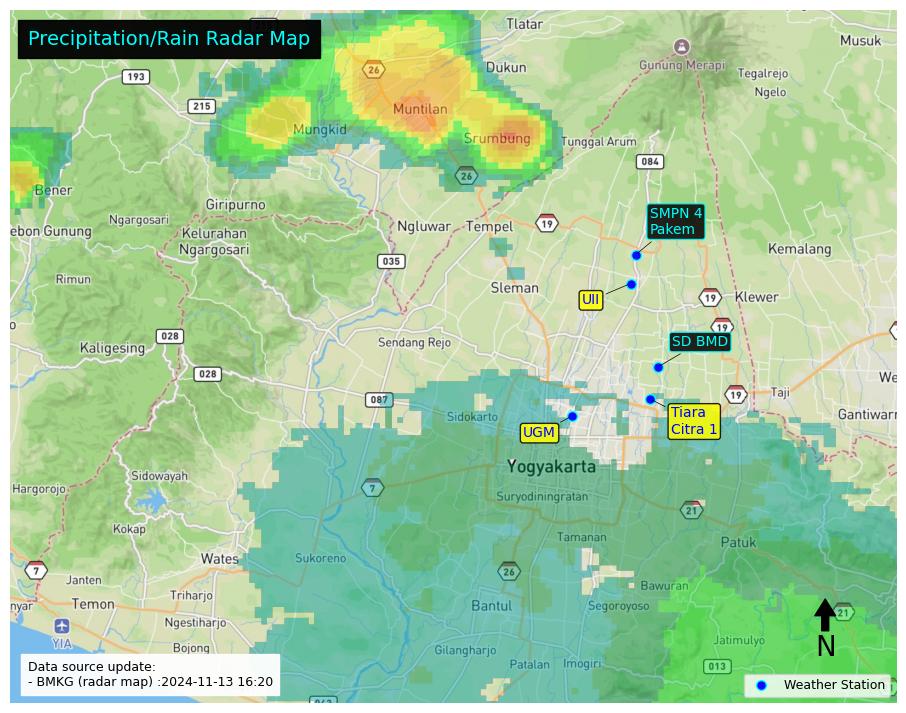 Precipitation/Rain Radar Map
Tlatar
Musuk
Dukun
Gunung Merapi
Tegalrejo
Ngelo
193
26
215
Muntilan
Mungkid
Srumbung
Tunggal Arum
084
26
Bener
Giripurno
Ngargosari
SMPN 4
Pakem
ebon Gunung
Kelurahan
Ngargosari
Ngluwar
Tempel
19
Kemalang
035
Rimun
Sleman
UII
19
Klewer
19
028
Kaligesing
Sendang Rejo
SD BMD
028
We
087
19
Taji
Sidokarto
Tiara
Citra 1
Gantiwarn
UGM
Yogyakarta
Sidowayah
Hargorojo
7
Suryodiningratan
21
Kokap
Tamanan
Patuk
Wates
Sukoreno
7
26
Janten
Bawuran
nyar
Temon
Triharjo
Bantul
Segoroyoso
21
Ngestiharjo
YIA
N
Jatimulyo
Bojong
Gilangharjo
Patalan
Imogiri
013
Data source update:
- BMKG (radar map) :2024-11-13 16:20
Weather Station